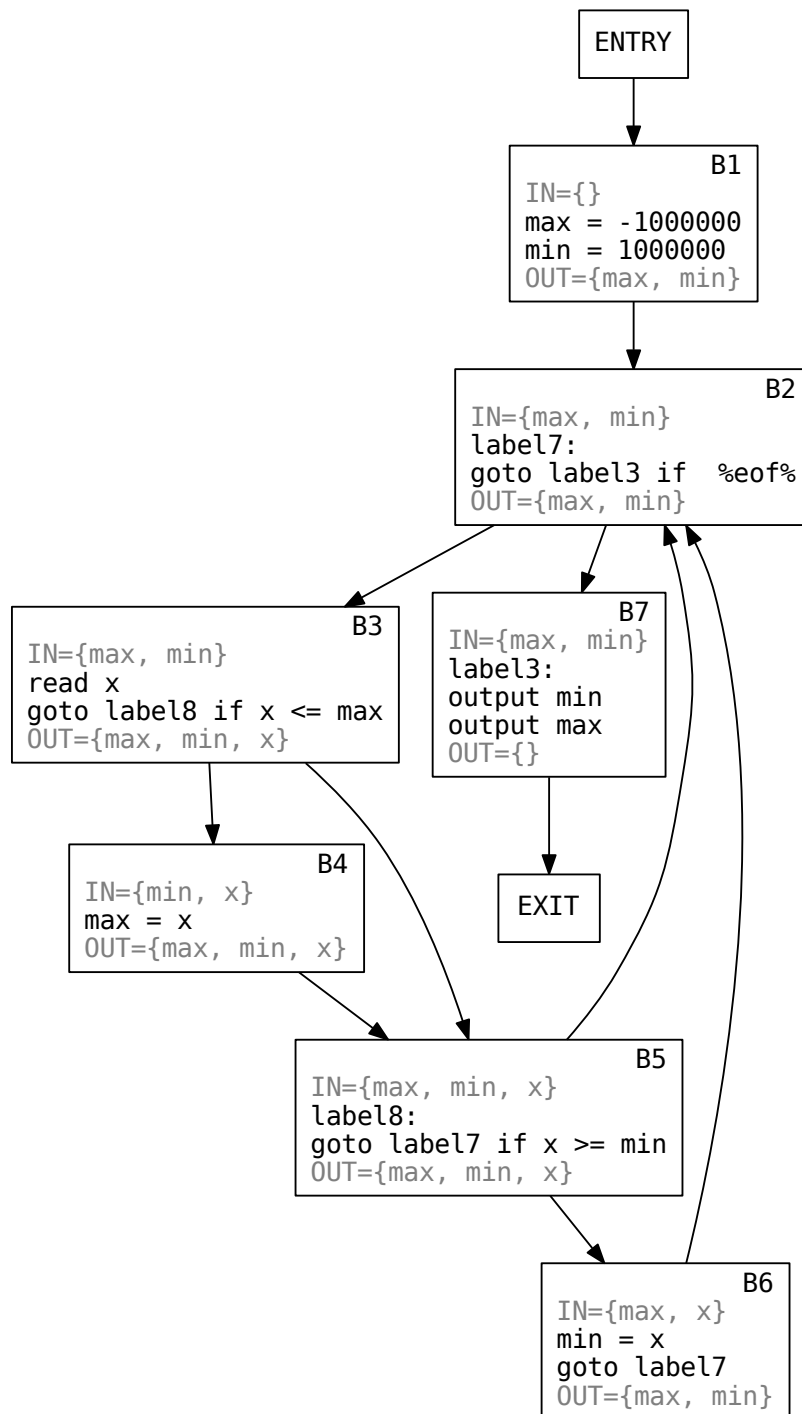 ENTRY
B1
IN={}
max = -1000000
min = 1000000
OUT={max, min}
B2
IN={max, min}
label7:
goto label3 if  %eof%
OUT={max, min}
B3
IN={max, min}
read x
goto label8 if x <= max
OUT={max, min, x}
B7
IN={max, min}
label3:
output min
output max
OUT={}
B4
IN={min, x}
max = x
OUT={max, min, x}
EXIT
B5
IN={max, min, x}
label8:
goto label7 if x >= min
OUT={max, min, x}
B6
IN={max, x}
min = x
goto label7
OUT={max, min}